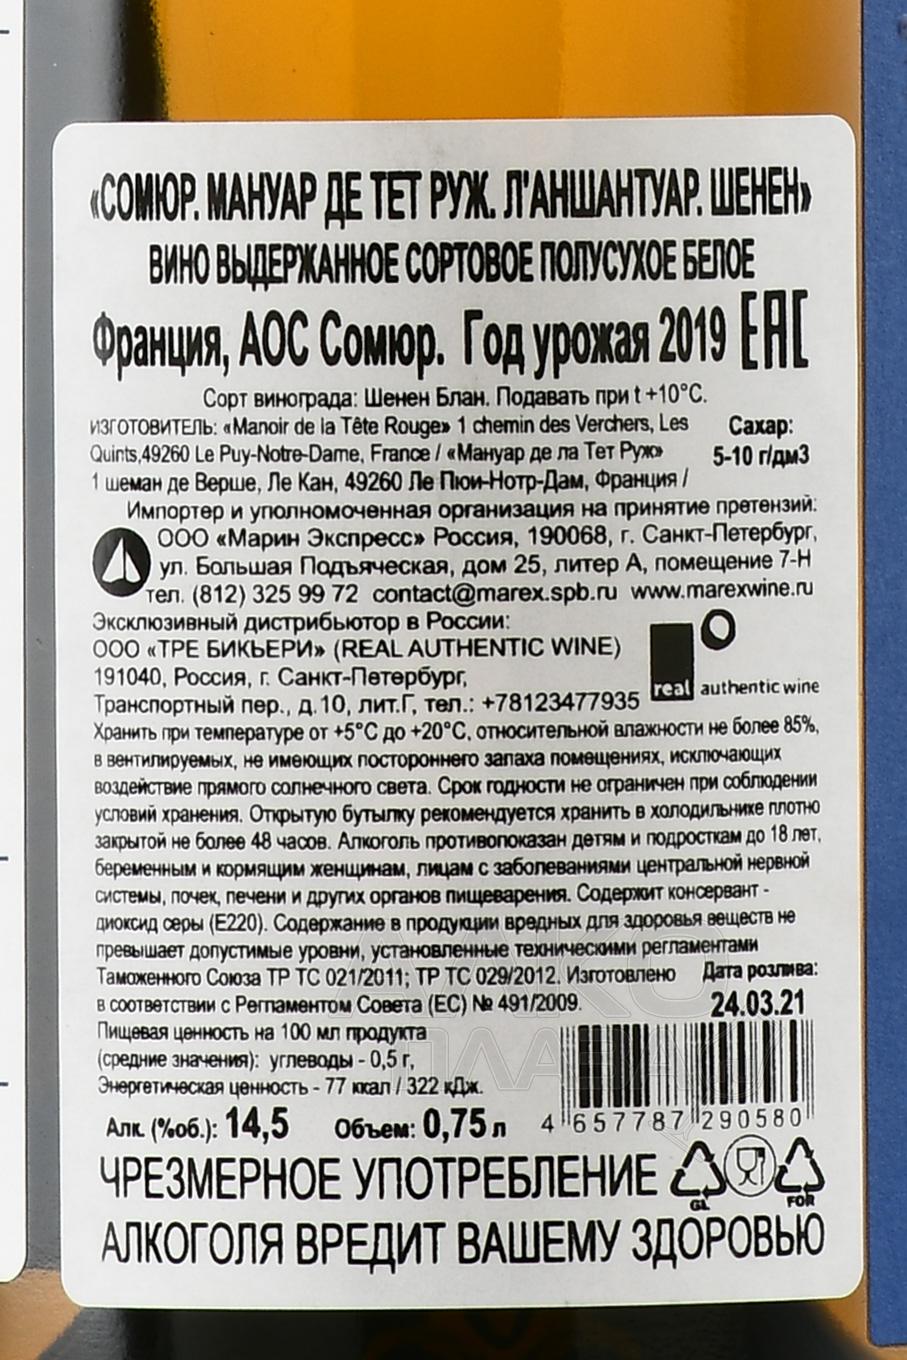 «СОМЮР. МАНУАР ДЕ ТЕТ РУЖ. Л'АНШАНТУАР. ШЕНЕН»
ВИНО ВЫДЕРЖАННОЕ СОРТОВОЕ ПОЛУСУХОЕ БЕЛОЕ
Франция, АОС Сомюр. Год урожая 2019 ЕАС
Сорт винограда: Шенен Блан. Подавать при t +10°C.
ИЗГОТОВИТЕЛЬ: «Manoir de la Tête Rouge» 1 chemin des Verchers, Les
Quints,49260 Le Puy-Notre-Dame, France / «Мануар де ла Тет Руж»
1 шеман де Верше, Ле Кан, 49260 Ле Пюи-Нотр-Дам, Франция /
Сахар:
5-10 г/дм3
Импортер и уполномоченная организация на принятие претензий:
ООО «Марин Экспресс» Россия, 190068, г. Санкт-Петербург,
ул. Большая Подъяческая, дом 25, литер А, помещение 7-Н
тел. (812) 325 99 72 contact@marex.spb.ru www.marexwine.ru
Эксклюзивный дистрибьютор в России:
ООО «ТРЕ БИКЬЕРИ» (REAL AUTHENTIC WINE)
191040, Россия, г. Санкт-Петербург,
Транспортный пер., д.10, лит.Г, тел.: +78123477935
real authentic wine
Хранить при температуре от +5°C до +20°C, относительной влажности не более 85%,
в вентилируемых, не имеющих постороннего запаха помещениях, исключающих
воздействие прямого солнечного света. Срок годности не ограничен при соблюдении
условий хранения. Открытую бутылку рекомендуется хранить в холодильнике плотно
закрытой не более 48 часов. Алкоголь противопоказан детям и подросткам до 18 лет,
беременным и кормящим женщинам, лицам с заболеваниями центральной нервной
системы, почек, печени и других органов пищеварения. Содержит консервант -
диоксид серы (Е220). Содержание в продукции вредных для здоровья веществ не
превышает допустимые уровни, установленные техническими регламентами
Таможенного Союза ТР ТС 021/2011; ТР ТС 029/2012. Изготовлено
в соответствии с Регламентом Совета (ЕС) № 491/2009.
Дата розлива:
24.03.21
Пищевая ценность на 100 мл продукта
(средние значения): углеводы - 0,5 г,
Энергетическая ценность - 77 ккал / 322 кДж.
Алк. (%об.): 14,5 Объем: 0,75 л
4 657787 290580
ЧРЕЗМЕРНОЕ УПОТРЕБЛЕНИЕ
GL FOR
АЛКОГОЛЯ ВРЕДИТ ВАШЕМУ ЗДОРОВЬЮ